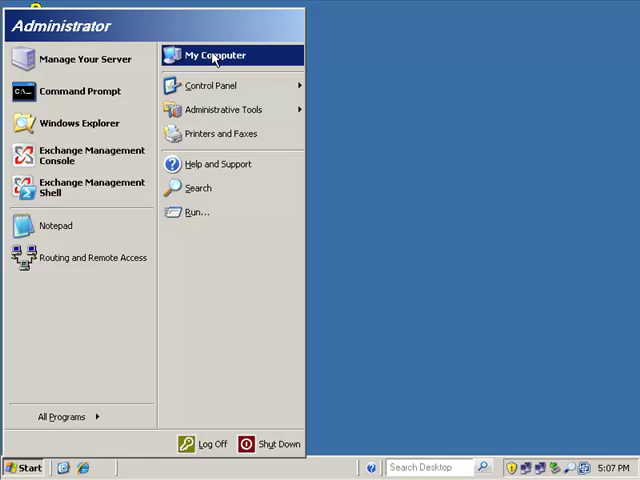 Administrator
Manage Your Server
Command Prompt
C:\
Windows Explorer
Exchange Management
Console
Exchange Management
Shell
Notepad
Routing and Remote Access
All Programs
My Computer
Control Panel
Administrative Tools
Printers and Faxes
Help and Support
Search
Run...
Log Off
Shut Down
Start
Search Desktop
5:07 PM